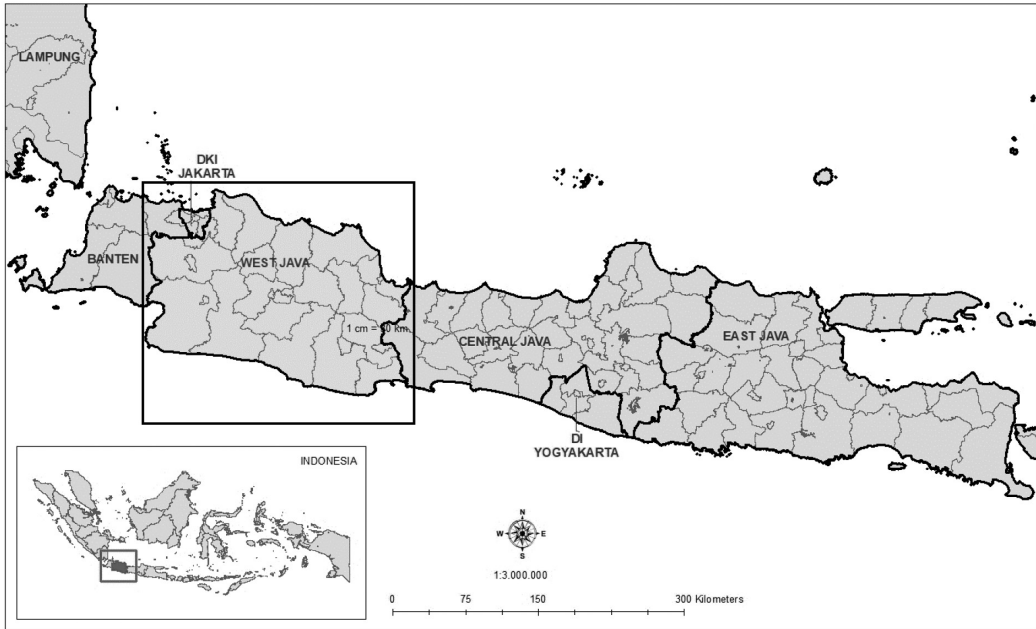 LAMPUNG
DKI
JAKARTA
BANTEN
WEST JAVA
1 cm = 30 km
CENTRAL JAVA
EAST JAVA
DI
YOGYAKARTA
INDONESIA
N
W
E
S
1:3.000.000
0
75
150
300 Kilometers